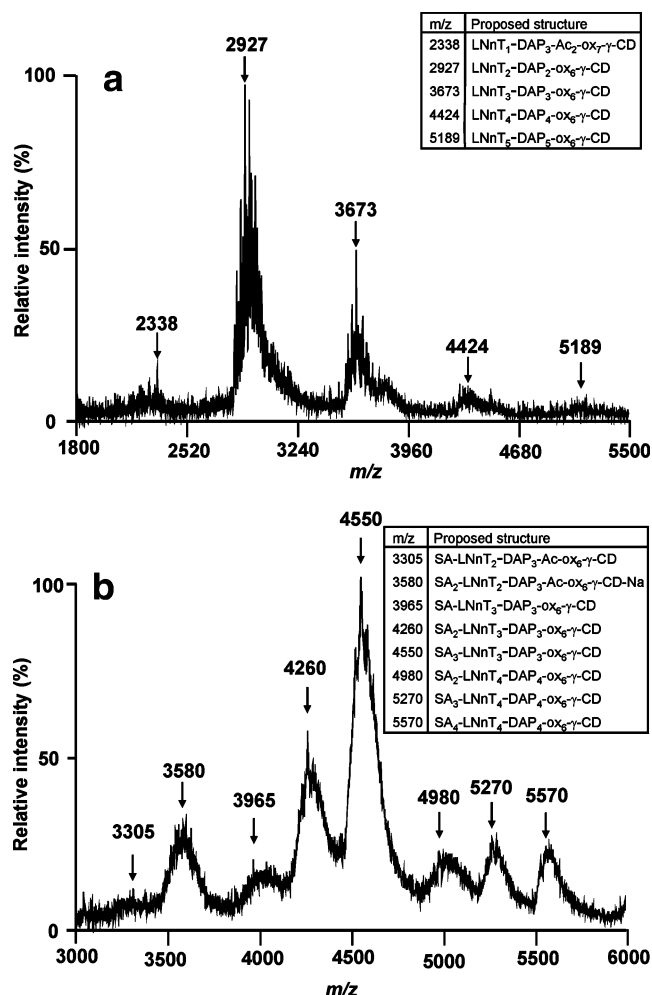 a
m/z Proposed structure
2338 LNnT₁-DAP₃-Ac₂-ox₇-γ-CD
2927 LNnT₂-DAP₂-ox₆-γ-CD
3673 LNnT₃-DAP₃-ox₆-γ-CD
4424 LNnT₄-DAP₄-ox₆-γ-CD
5189 LNnT₅-DAP₅-ox₆-γ-CD
2927
3673
2338
4424
5189
Relative intensity (%)
100
50
0
1800 2520 3240 3960 4680 5500
m/z
b
m/z Proposed structure
3305 SA-LNnT₂-DAP₃-Ac-ox₆-γ-CD
3580 SA₂-LNnT₂-DAP₃-Ac-ox₆-γ-CD-Na
3965 SA-LNnT₃-DAP₃-ox₆-γ-CD
4260 SA₂-LNnT₃-DAP₃-ox₆-γ-CD
4550 SA₃-LNnT₃-DAP₃-ox₆-γ-CD
4980 SA₂-LNnT₄-DAP₄-ox₆-γ-CD
5270 SA₃-LNnT₄-DAP₄-ox₆-γ-CD
5570 SA₄-LNnT₄-DAP₄-ox₆-γ-CD
4550
4260
3580
3965
3305
4980
5270
5570
Relative intensity (%)
100
50
0
3000 3500 4000 4500 5000 5500 6000
m/z